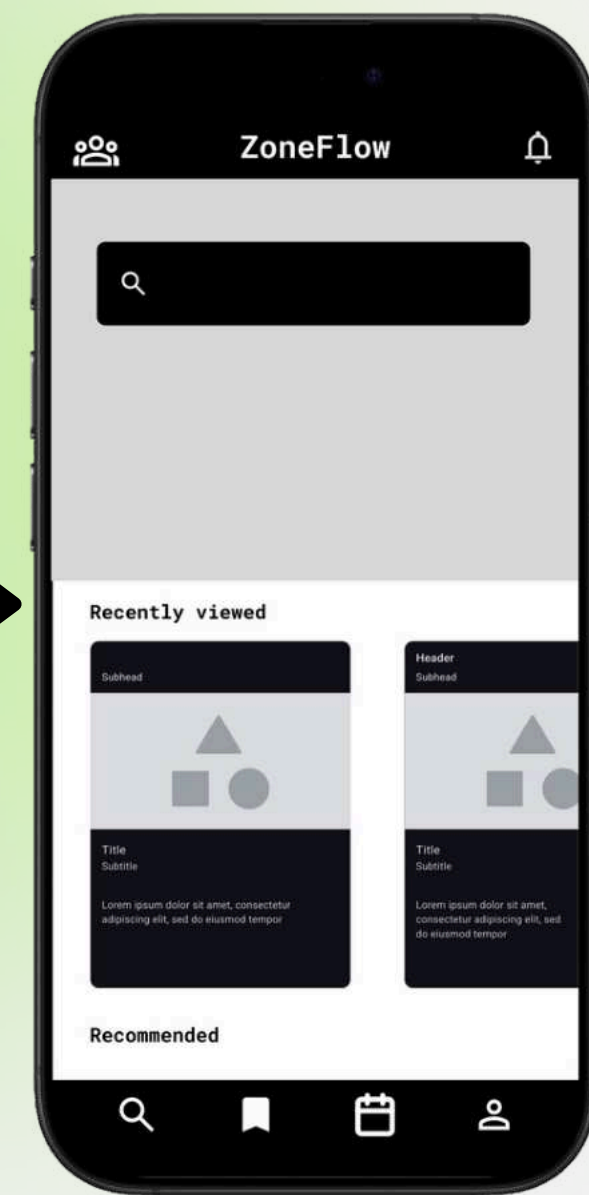 ZoneFlow
Recently viewed
Subhead
Title
Subtitle
Lorem ipsum dolor sit amet, consectetur
adipiscing elit, sed do eiusmod tempor
Header
Subhead
Title
Subtitle
Lorem ipsum dolor sit amet,
consectetur adipiscing elit, sed
do eiusmod tempor
Recommended